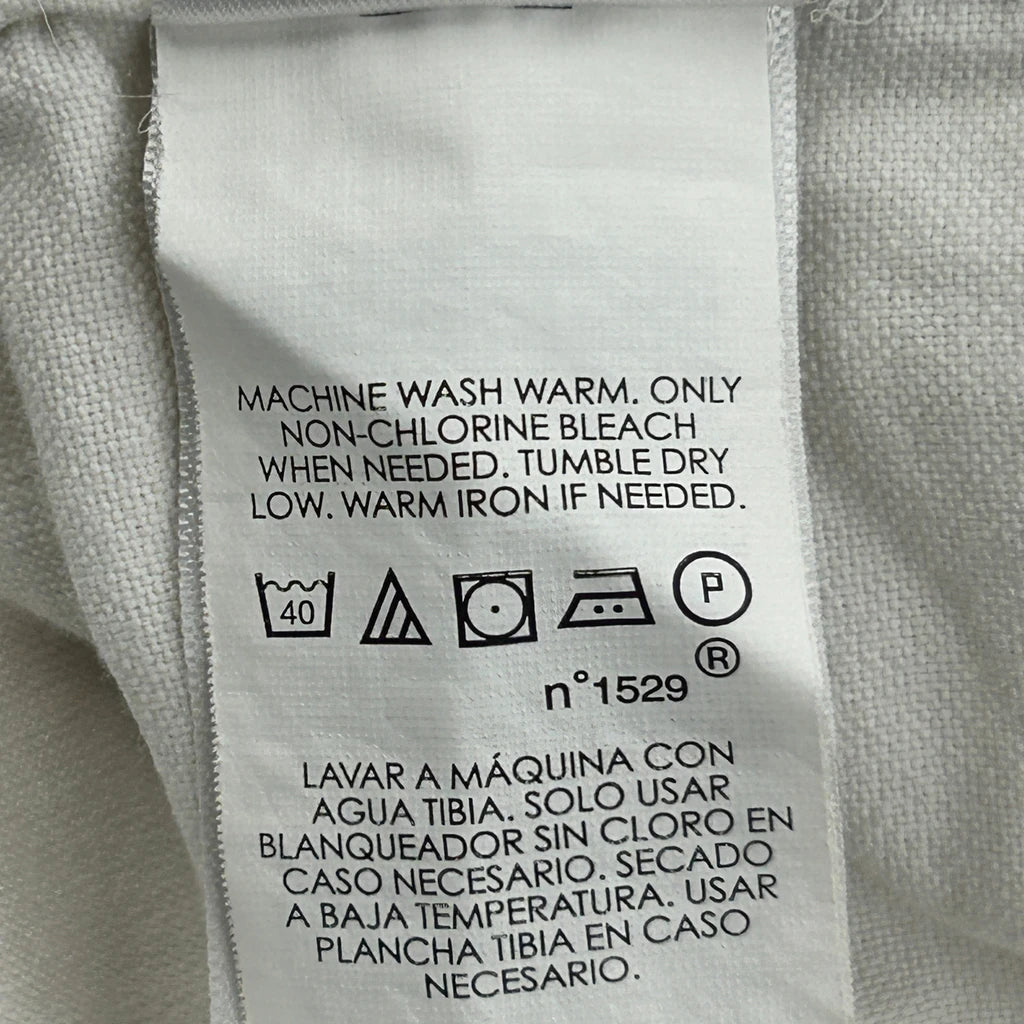 MACHINE WASH WARM. ONLY
NON-CHLORINE BLEACH
WHEN NEEDED. TUMBLE DRY
LOW. WARM IRON IF NEEDED.
40 P
®
n°1529
LAVAR A MÁQUINA CON
AGUA TIBIA. SOLO USAR
BLANQUEADOR SIN CLORO EN
CASO NECESARIO. SECADO
A BAJA TEMPERATURA. USAR
PLANCHA TIBIA EN CASO
NECESARIO.